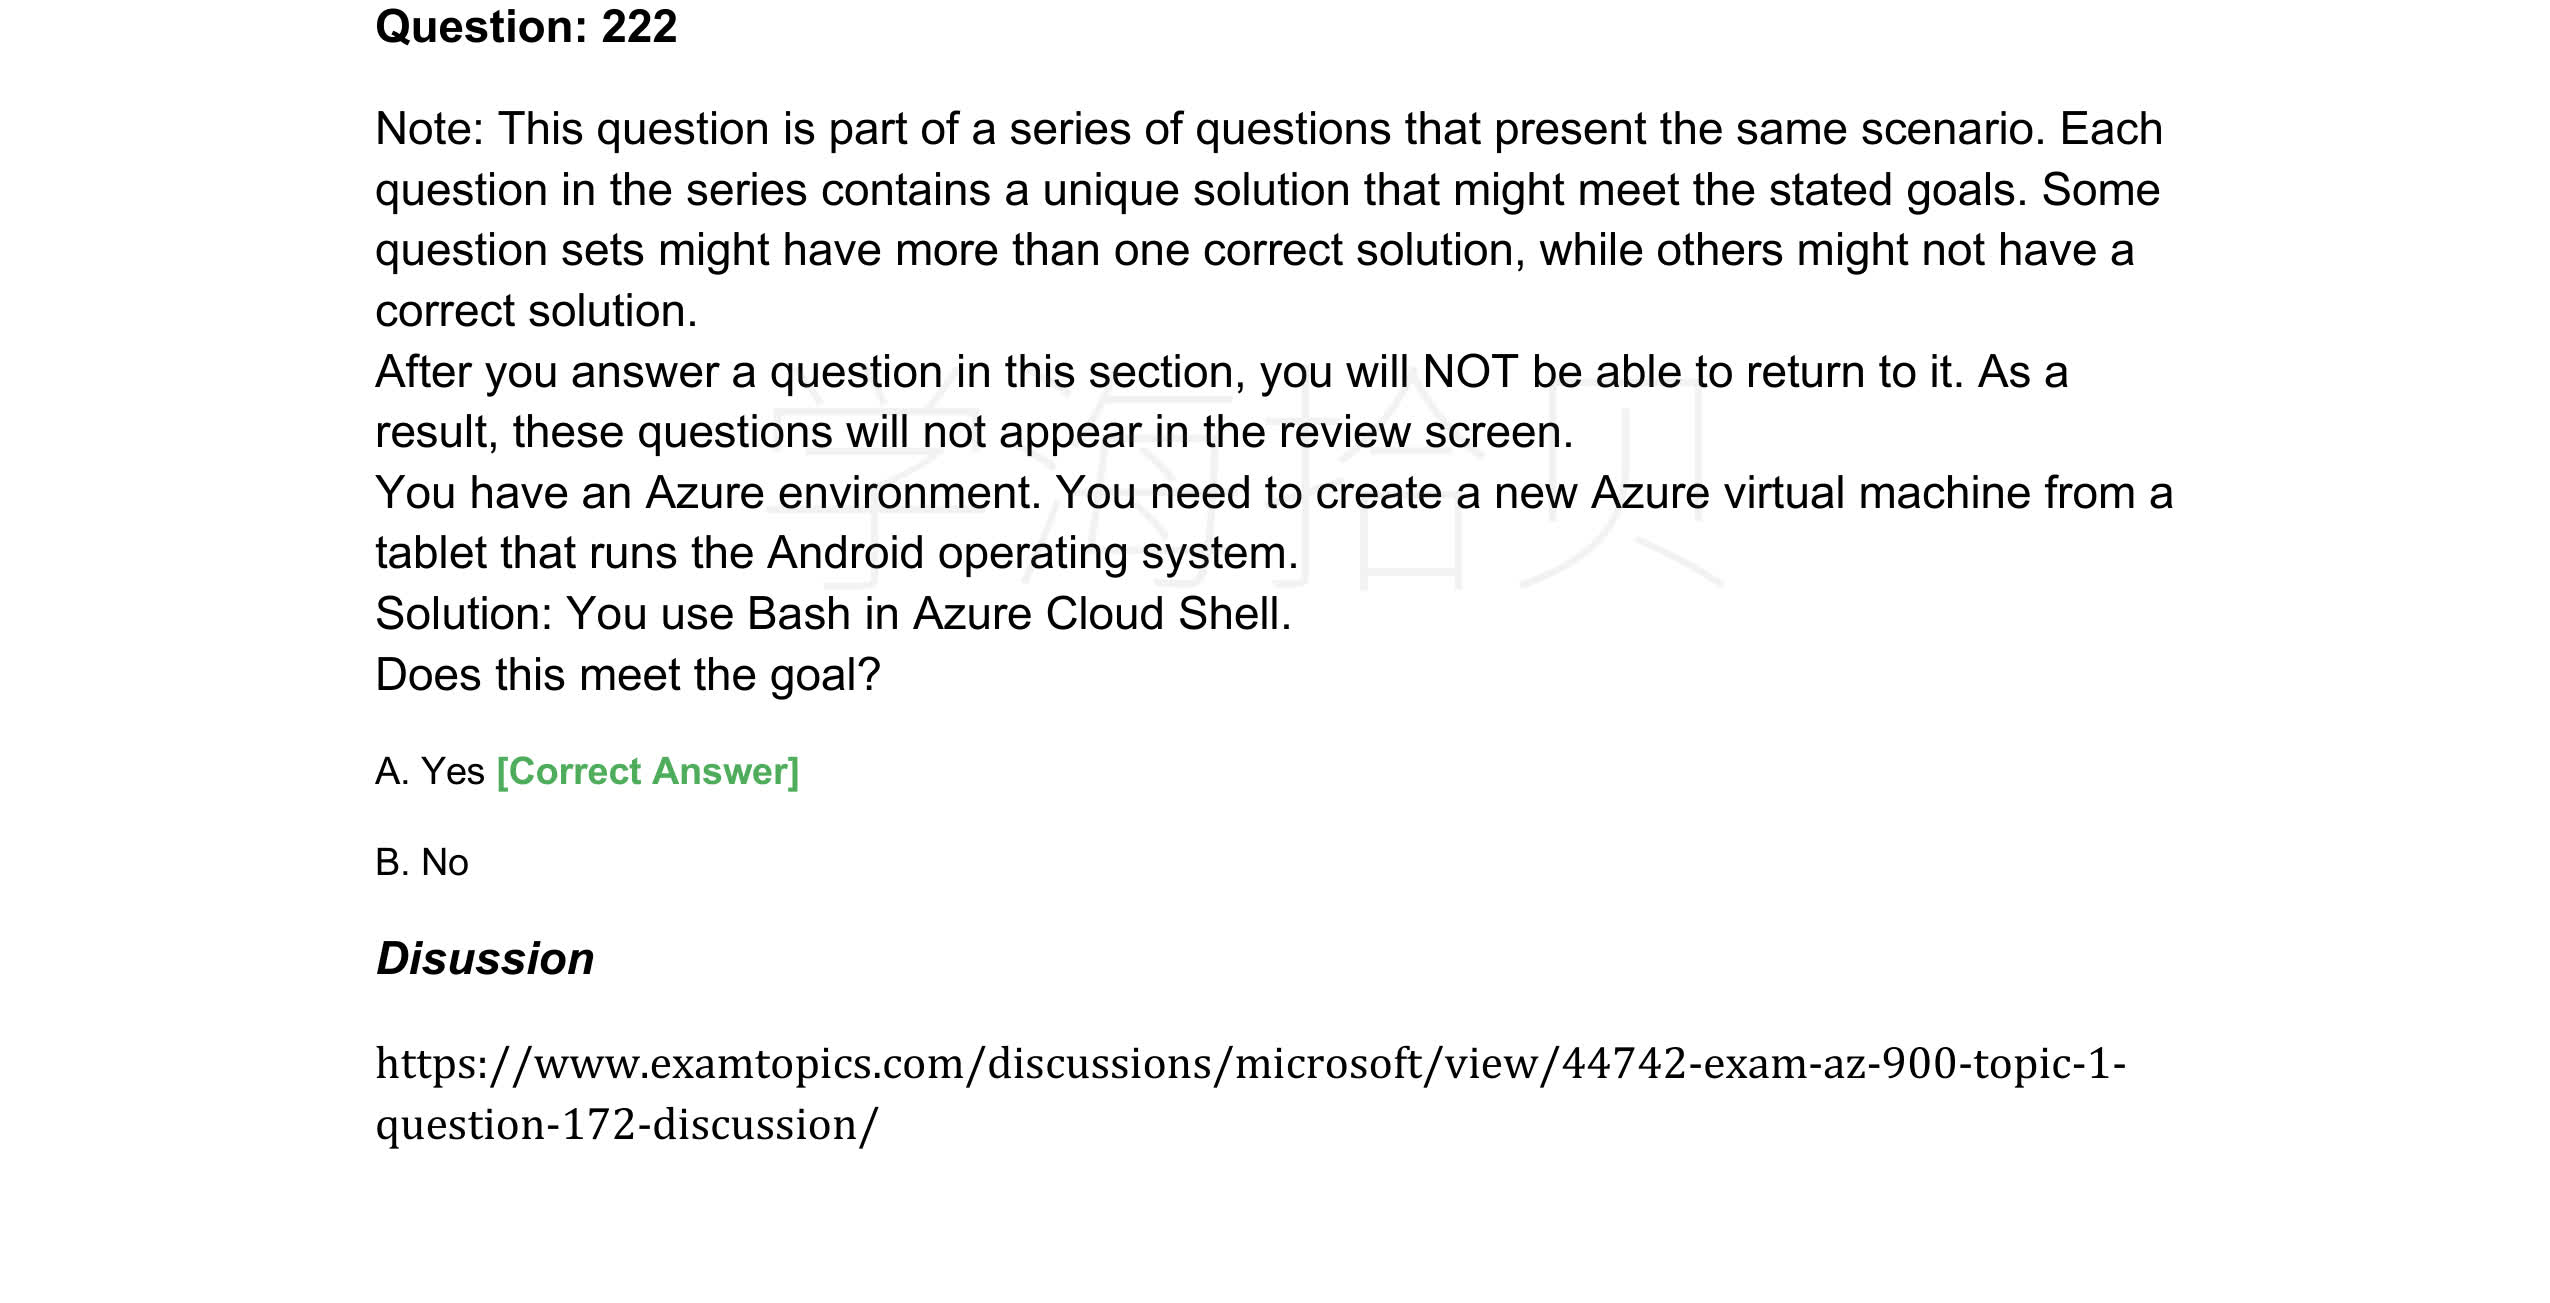 Question: 222
Note: This question is part of a series of questions that present the same scenario. Each
question in the series contains a unique solution that might meet the stated goals. Some
question sets might have more than one correct solution, while others might not have a
correct solution.
After you answer a question in this section, you will NOT be able to return to it. As a
result, these questions will not appear in the review screen.
You have an Azure environment. You need to create a new Azure virtual machine from a
tablet that runs the Android operating system.
Solution: You use Bash in Azure Cloud Shell.
Does this meet the goal?
学海拾贝
A. Yes [Correct Answer]
B. No
Disussion
https://www.examtopics.com/discussions/microsoft/view/44742-exam-az-900-topic-1-
question-172-discussion/